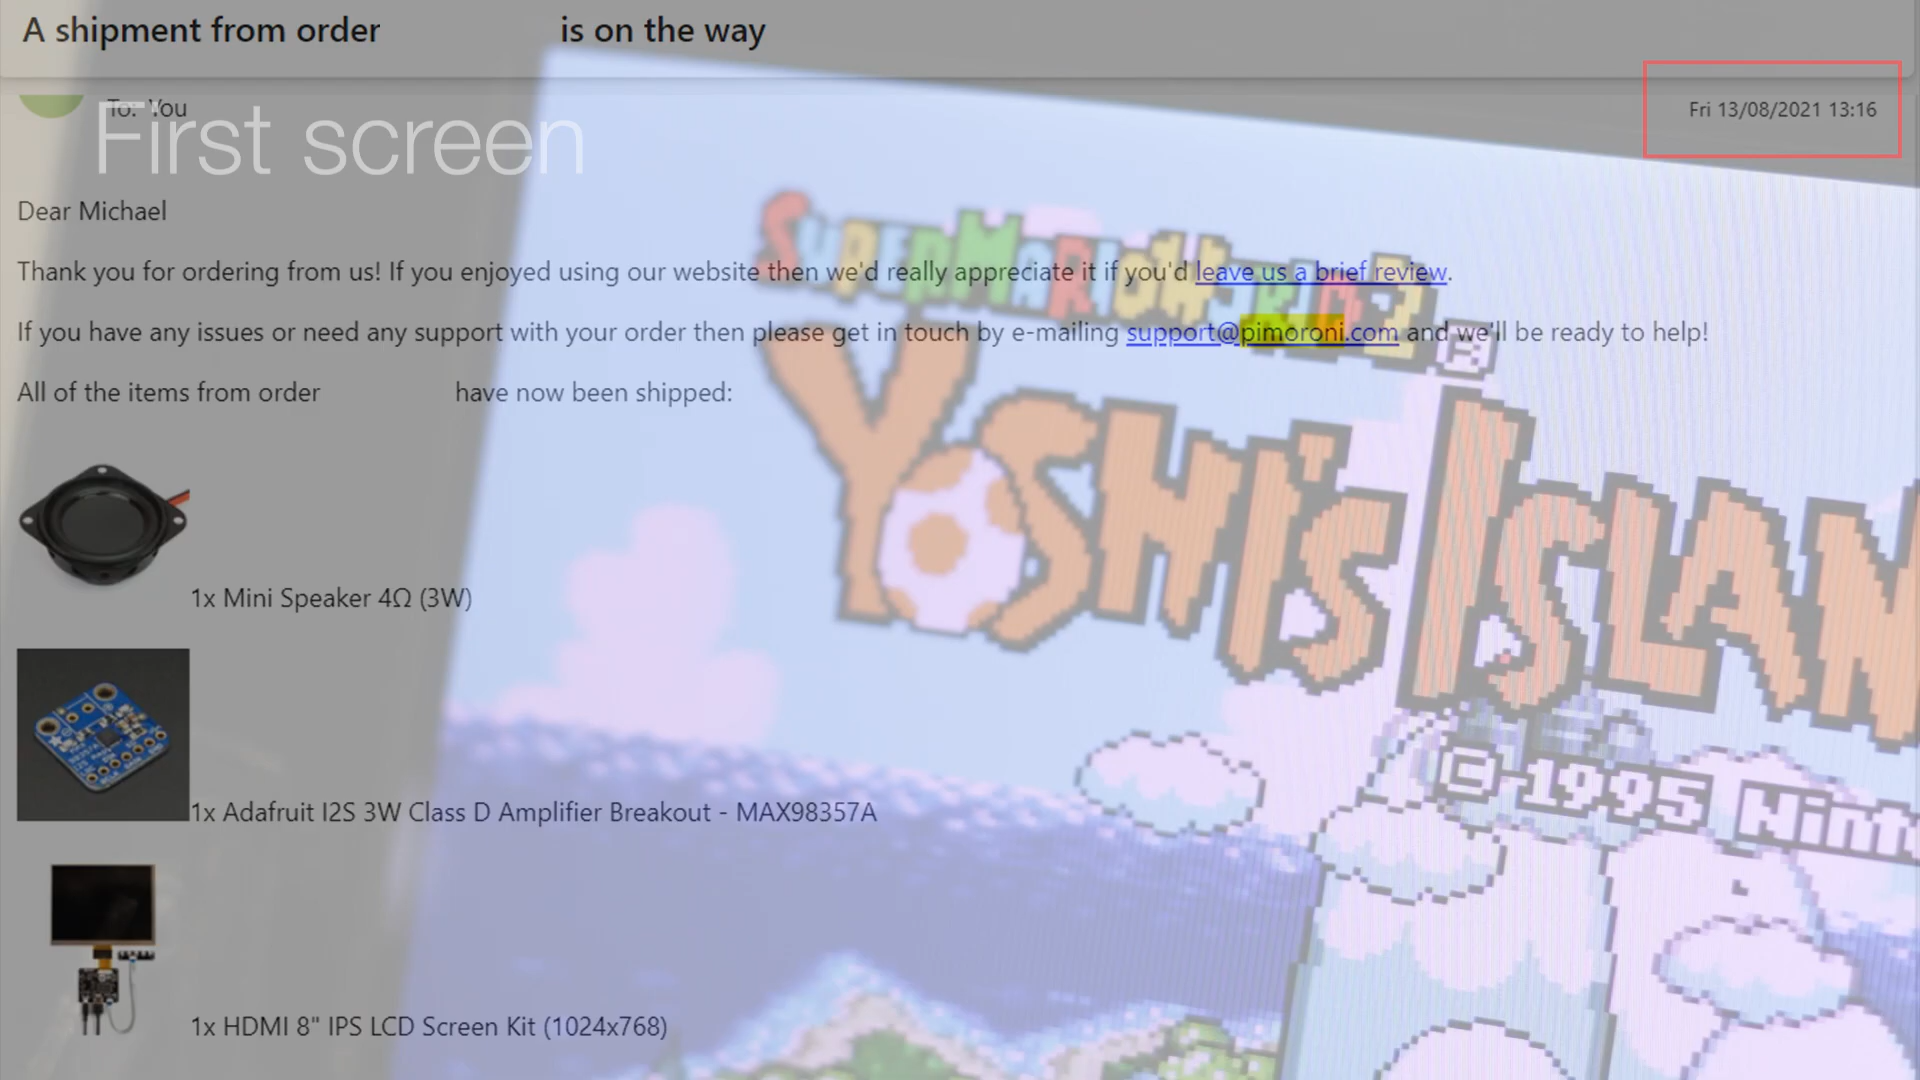 A shipment from order is on the way
To: You
Fri 13/08/2021 13:16
First screen
Dear Michael
Thank you for ordering from us! If you enjoyed using our website then we'd really appreciate it if you'd leave us a brief review.
If you have any issues or need any support with your order then please get in touch by e-mailing support@pimoroni.com and we'll be ready to help!
All of the items from order have now been shipped:
1x Mini Speaker 4Ω (3W)
1x Adafruit I2S 3W Class D Amplifier Breakout - MAX98357A
1x HDMI 8" IPS LCD Screen Kit (1024x768)
SUPER MARIO WORLD 2
YOSHI'S ISLAN
© 1995 Nint